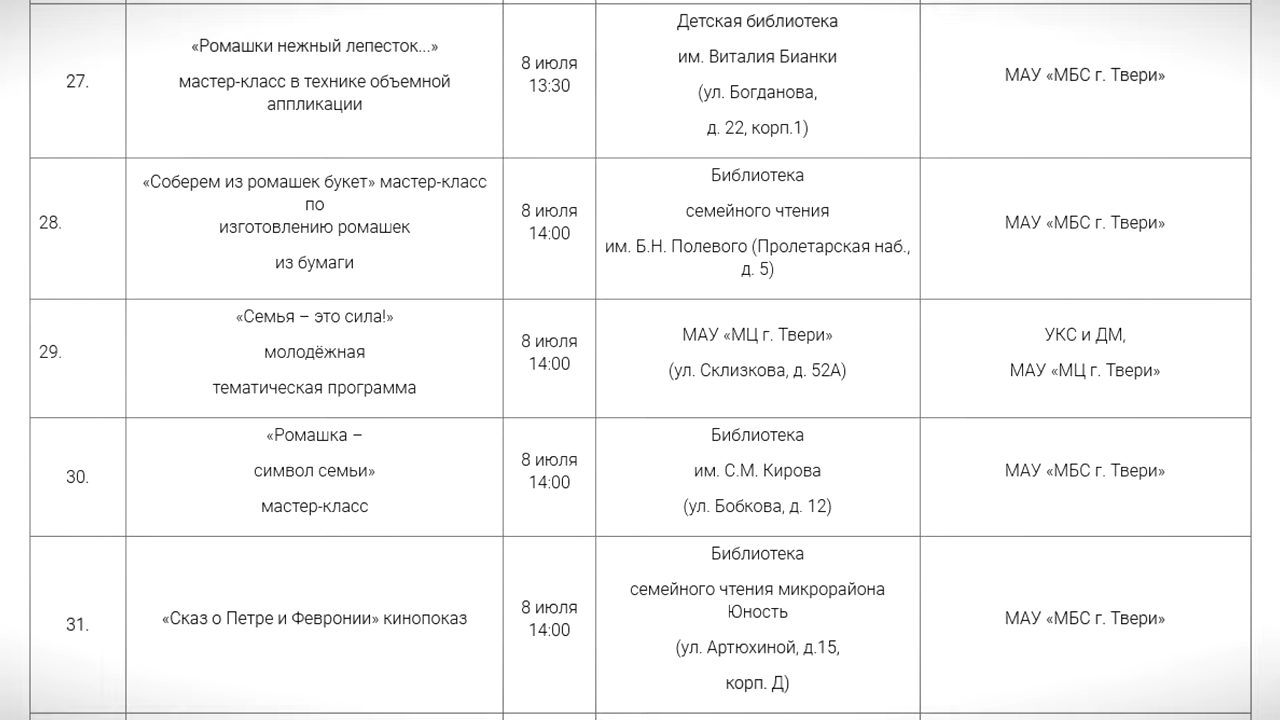 27.
«Ромашки нежный лепесток...»
мастер-класс в технике объемной
аппликации
8 июля
13:30
Детская библиотека
им. Виталия Бианки
(ул. Богданова,
д. 22, корп.1)
МАУ «МБС г. Твери»
28.
«Соберем из ромашек букет» мастер-класс
по
изготовлению ромашек
из бумаги
8 июля
14:00
Библиотека
семейного чтения
им. Б.Н. Полевого (Пролетарская наб.,
д. 5)
МАУ «МБС г. Твери»
29.
«Семья – это сила!»
молодёжная
тематическая программа
8 июля
14:00
МАУ «МЦ г. Твери»
(ул. Склизкова, д. 52А)
УКС и ДМ,
МАУ «МЦ г. Твери»
30.
«Ромашка –
символ семьи»
мастер-класс
8 июля
14:00
Библиотека
им. С.М. Кирова
(ул. Бобкова, д. 12)
МАУ «МБС г. Твери»
31.
«Сказ о Петре и Февронии» кинопоказ
8 июля
14:00
Библиотека
семейного чтения микрорайона
Юность
(ул. Артюхиной, д.15,
корп. Д)
МАУ «МБС г. Твери»